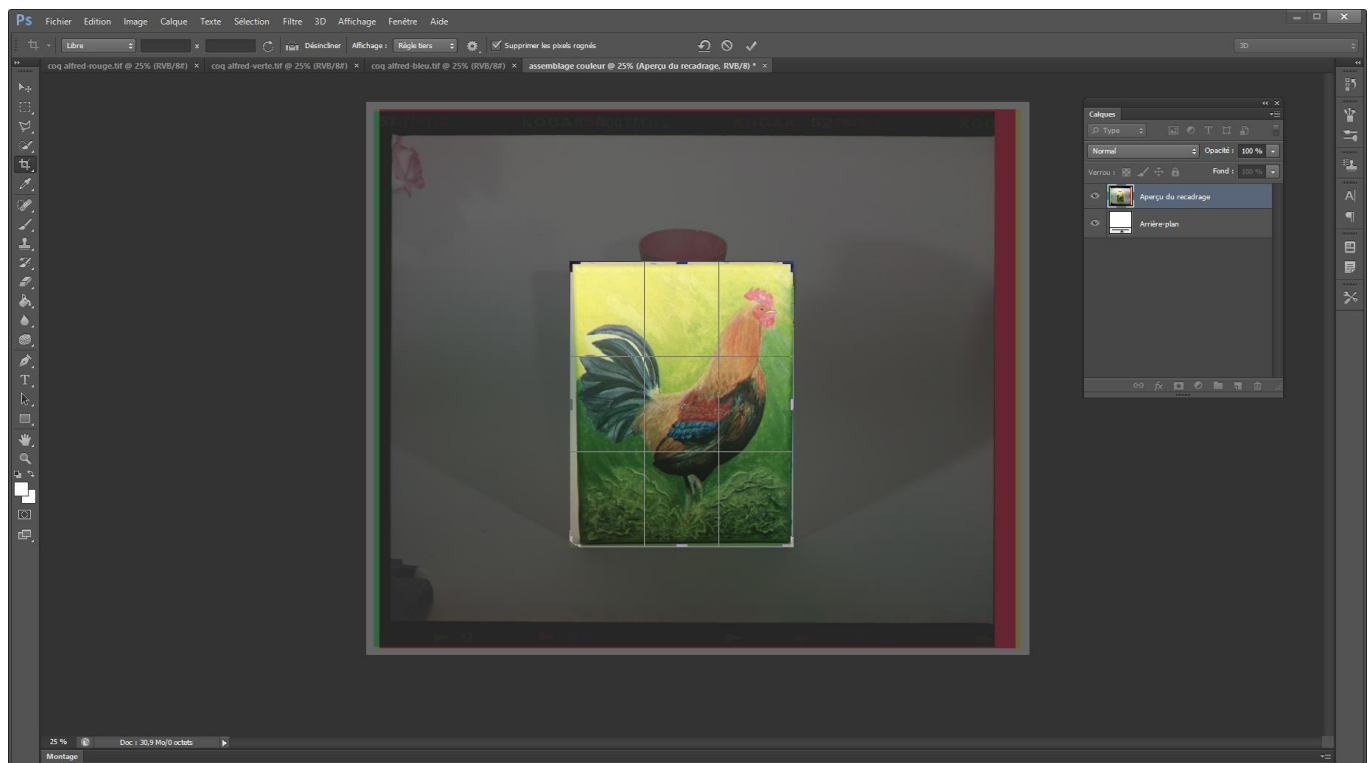 Ps Fichier Edition Image Calque Texte Sélection Filtre 3D Affichage Fenêtre Aide
Libre x Désincliner Affichage : Règle tiers Supprimer les pixels rognés 3D
coq alfred-rouge.tif @ 25% (RVB/8#) × coq alfred-verte.tif @ 25% (RVB/8#) × coq alfred-bleu.tif @ 25% (RVB/8#) × assemblage couleur @ 25% (Aperçu du recadrage, RVB/8) * ×
Calques
Type
Normal Opacité : 100 %
Verrou : Fond : 100 %
Aperçu du recadrage
Arrière-plan
25 % Doc : 30,9 Mo/0 octets
Montage